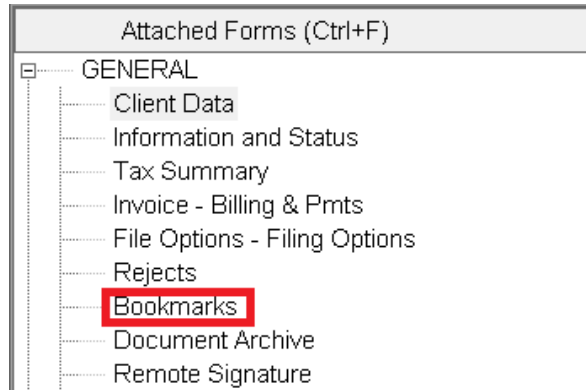 Attached Forms (Ctrl+F)
GENERAL
Client Data
Information and Status
Tax Summary
Invoice - Billing & Pmts
File Options - Filing Options
Rejects
Bookmarks
Document Archive
Remote Signature